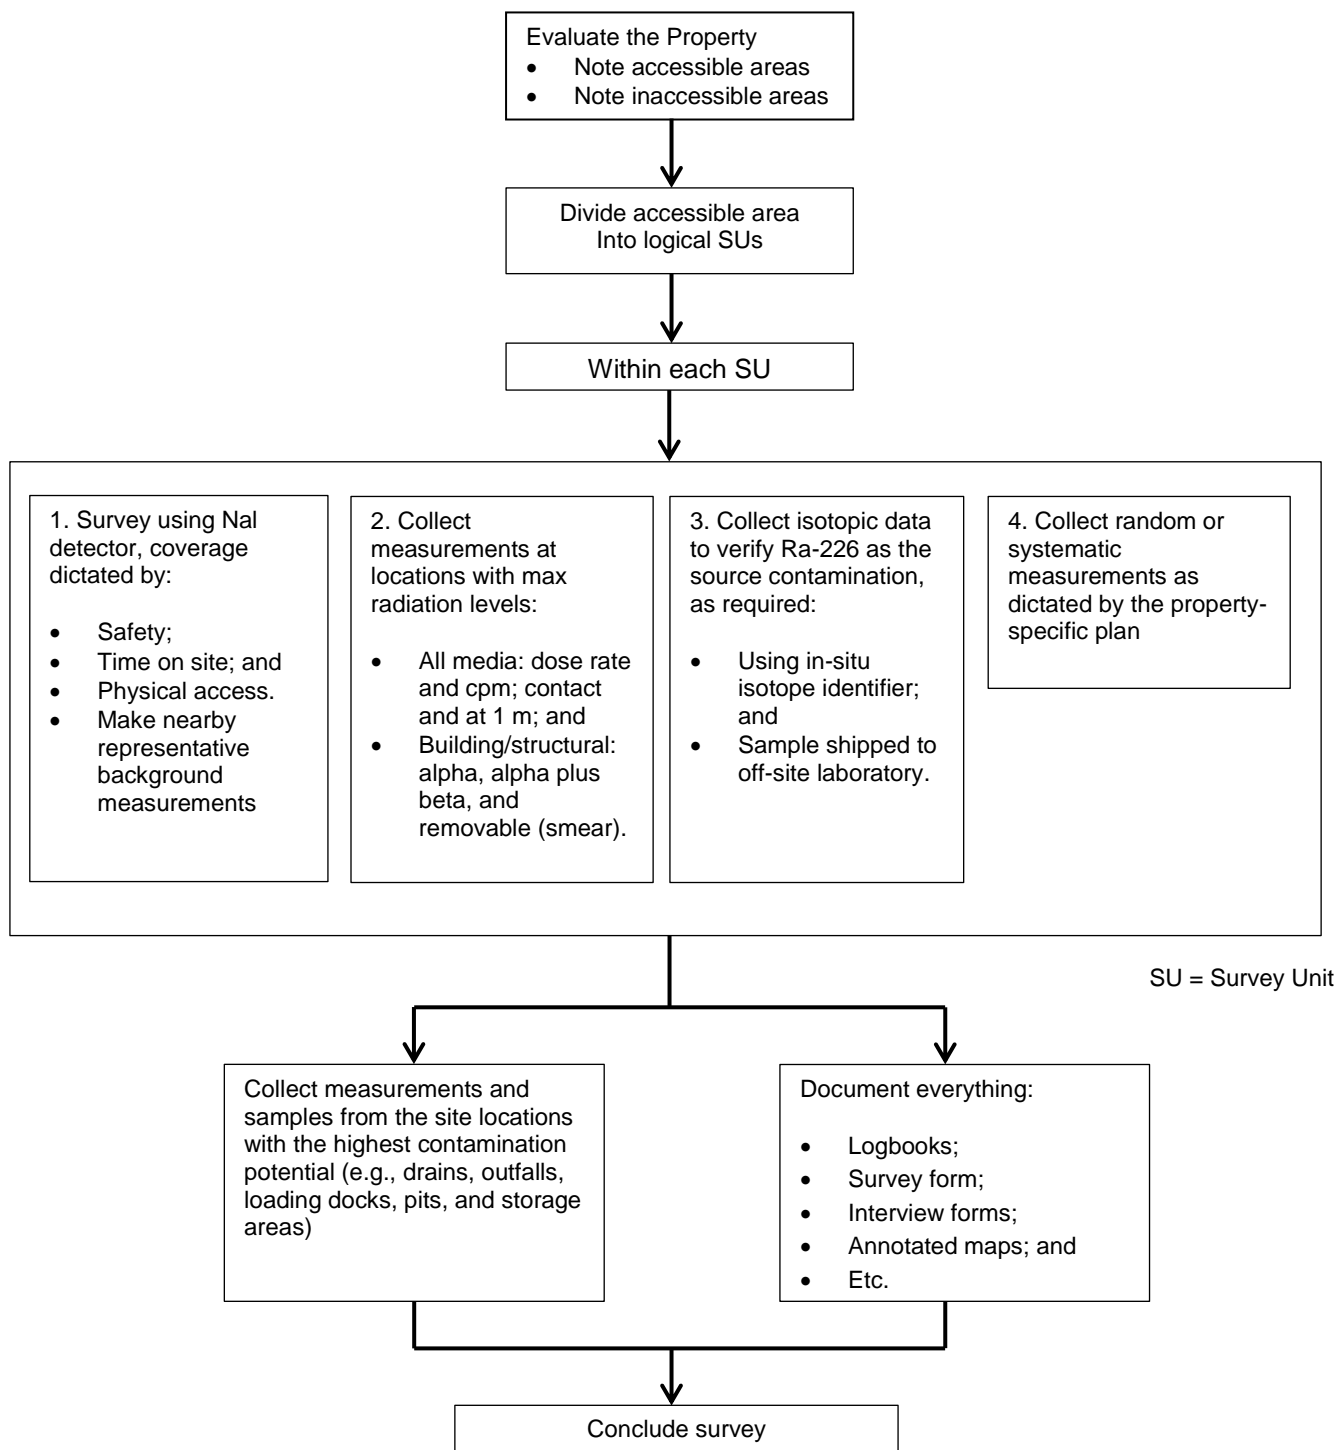 Evaluate the Property
• Note accessible areas
• Note inaccessible areas
Divide accessible area
Into logical SUs
Within each SU
1. Survey using NaI
detector, coverage
dictated by:
• Safety;
• Time on site; and
• Physical access.
• Make nearby
representative
background
measurements
2. Collect
measurements at
locations with max
radiation levels:
• All media: dose rate
and cpm; contact
and at 1 m; and
• Building/structural:
alpha, alpha plus
beta, and
removable (smear).
3. Collect isotopic data
to verify Ra-226 as the
source contamination,
as required:
• Using in-situ
isotope identifier;
and
• Sample shipped to
off-site laboratory.
4. Collect random or
systematic
measurements as
dictated by the property-
specific plan
SU = Survey Unit
Collect measurements and
samples from the site locations
with the highest contamination
potential (e.g., drains, outfalls,
loading docks, pits, and storage
areas)
Document everything:
• Logbooks;
• Survey form;
• Interview forms;
• Annotated maps; and
• Etc.
Conclude survey